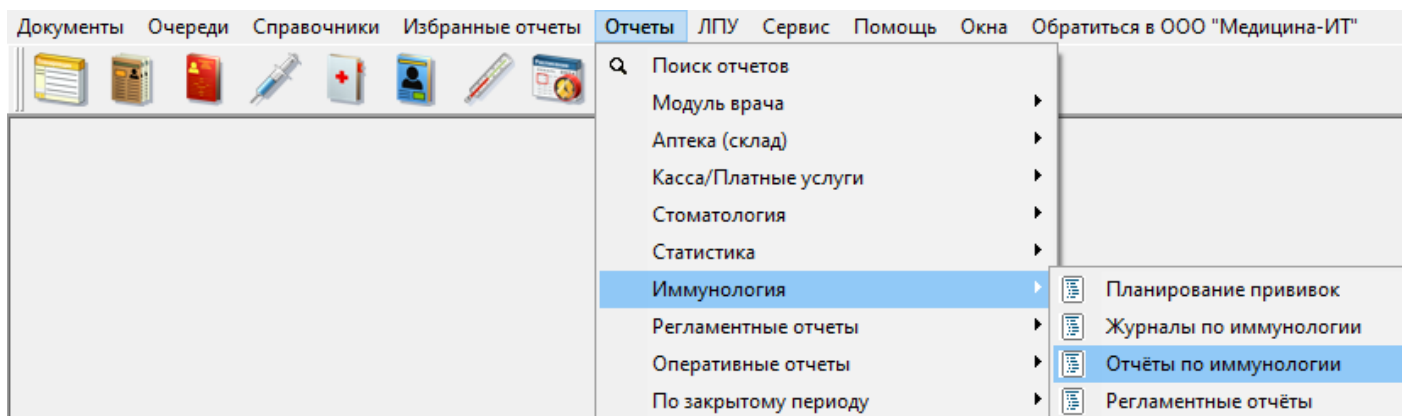 Документы Очереди Справочники Избранные отчеты Отчеты ЛПУ Сервис Помощь Окна Обратиться в ООО "Медицина-ИТ"
Поиск отчетов
Модуль врача
Аптека (склад)
Касса/Платные услуги
Стоматология
Статистика
Иммунология
Регламентные отчеты
Оперативные отчеты
По закрытому периоду
Планирование прививок
Журналы по иммунологии
Отчёты по иммунологии
Регламентные отчёты